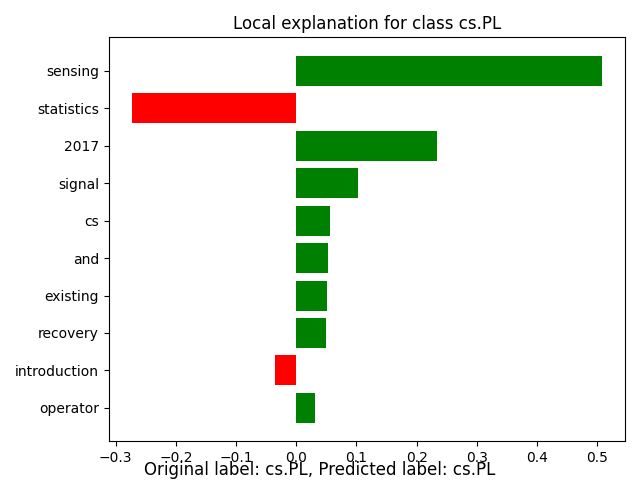 Local explanation for class cs.PL
sensing
statistics
2017
signal
cs
and
existing
recovery
introduction
operator
−0.3 −0.2 −0.1 0.0 0.1 0.2 0.3 0.4 0.5
Original label: cs.PL, Predicted label: cs.PL